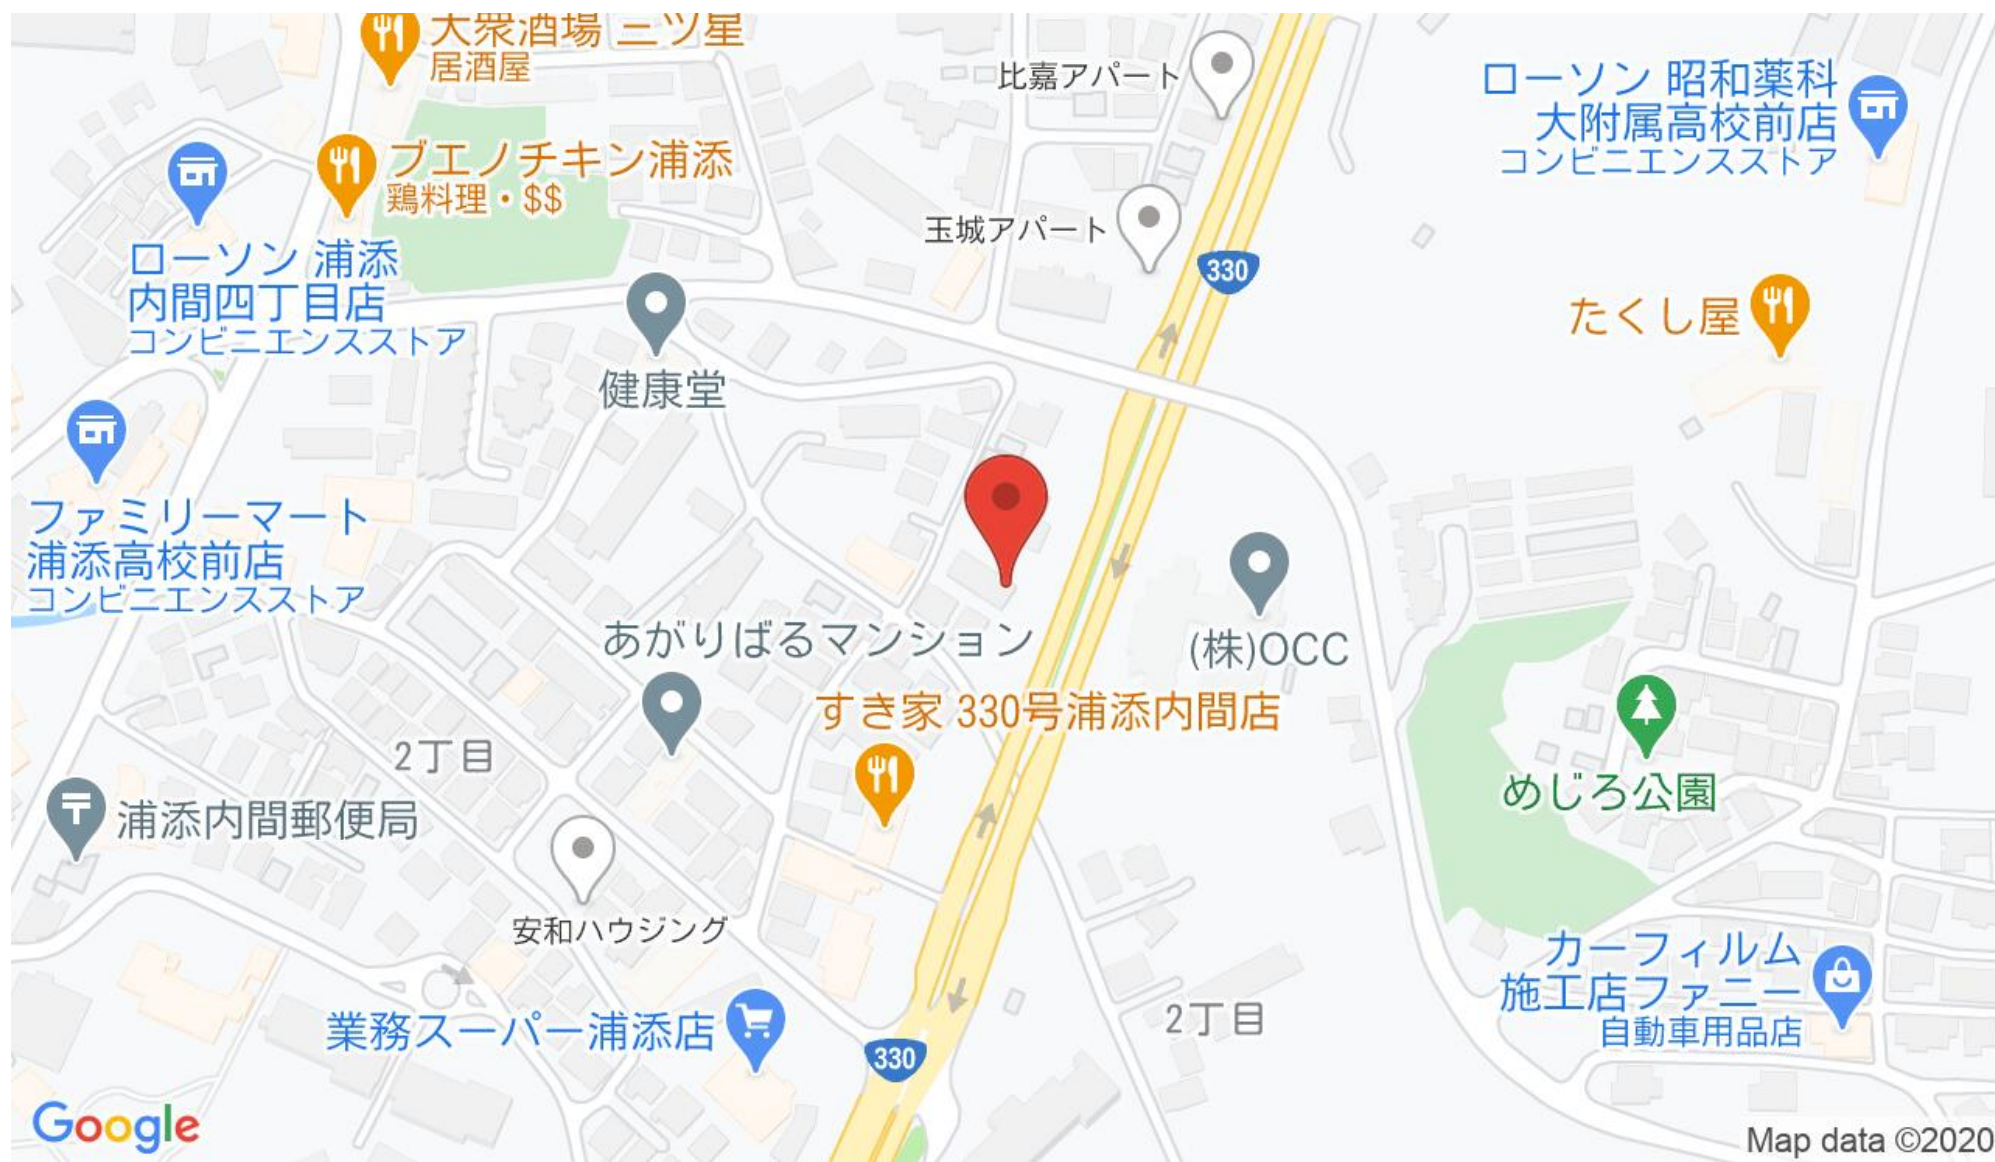 大衆酒場 三ツ星
居酒屋
比嘉アパート
ローソン 昭和薬科
大附属高校前店
コンビニエンスストア
ブエノチキン浦添
鶏料理・$$
玉城アパート
ローソン 浦添
内間四丁目店
コンビニエンスストア
330
たくし屋
健康堂
ファミリーマート
浦添高校前店
コンビニエンスストア
あがりばるマンション
(株)OCC
すき家 330号浦添内間店
2丁目
めじろ公園
浦添内間郵便局
安和ハウジング
カーフィルム
施工店ファニー
自動車用品店
業務スーパー浦添店
2丁目
330
Google
Map data ©2020